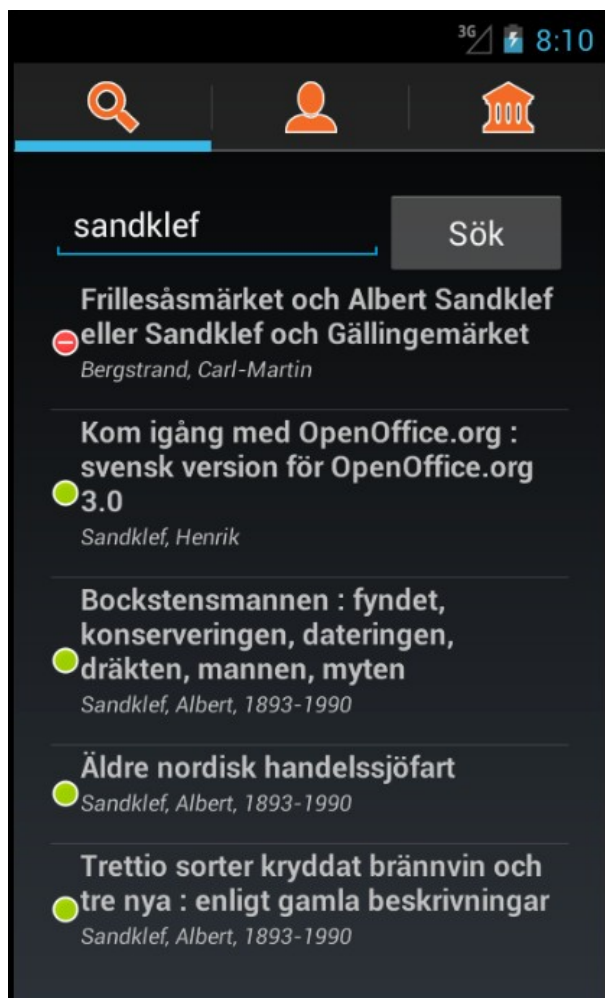 3G 8:10
sandklef
Sök
Frillesåsmärket och Albert Sandklef
eller Sandklef och Gällingemärket
Bergstrand, Carl-Martin
Kom igång med OpenOffice.org :
svensk version för OpenOffice.org
3.0
Sandklef, Henrik
Bockstensmannen : fyndet,
konserveringen, dateringen,
dräkten, mannen, myten
Sandklef, Albert, 1893-1990
Äldre nordisk handelssjöfart
Sandklef, Albert, 1893-1990
Trettio sorter kryddat brännvin och
tre nya : enligt gamla beskrivningar
Sandklef, Albert, 1893-1990